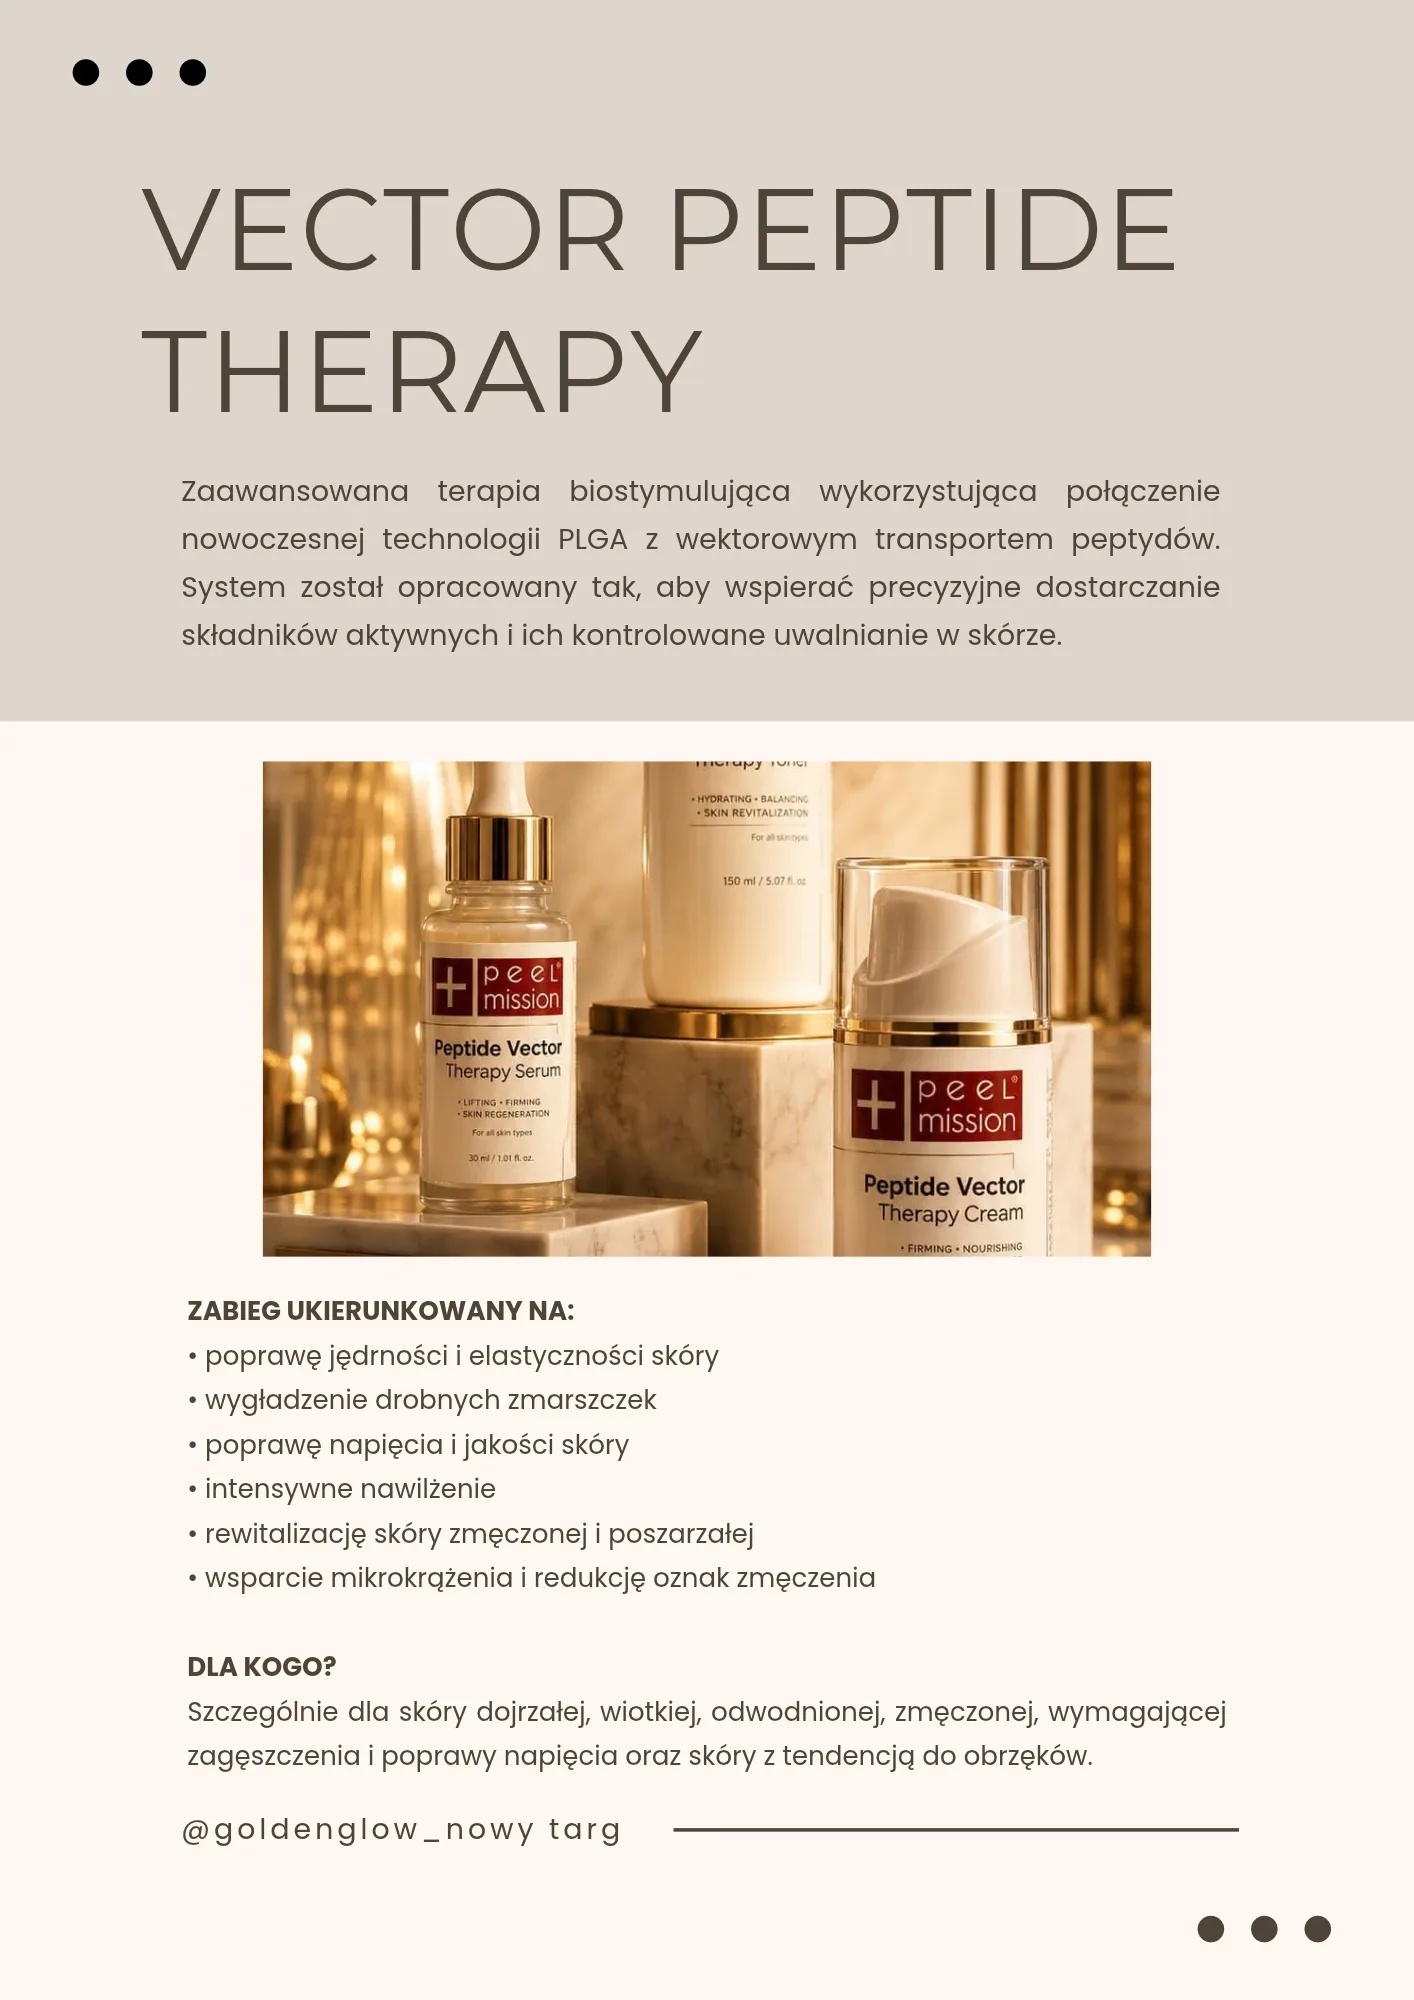 VECTOR PEPTIDE
THERAPY
Zaawansowana terapia biostymulująca wykorzystująca połączenie
nowoczesnej technologii PLGA z wektorowym transportem peptydów.
System został opracowany tak, aby wspierać precyzyjne dostarczanie
składników aktywnych i ich kontrolowane uwalnianie w skórze.
Therapy Toner
• HYDRATING • BALANCING
• SKIN REVITALIZATION
For all skin types
150 ml / 5.07 fl. oz.
+ peel
mission
Peptide Vector
Therapy Serum
• LIFTING • FIRMING
• SKIN REGENERATION
For all skin types
30 ml / 1.01 fl. oz.
+ peel®
mission
Peptide Vector
Therapy Cream
• FIRMING • NOURISHING
ZABIEG UKIERUNKOWANY NA:
• poprawę jędrności i elastyczności skóry
• wygładzenie drobnych zmarszczek
• poprawę napięcia i jakości skóry
• intensywne nawilżenie
• rewitalizację skóry zmęczonej i poszarzałej
• wsparcie mikrokrążenia i redukcję oznak zmęczenia
DLA KOGO?
Szczególnie dla skóry dojrzałej, wiotkiej, odwodnionej, zmęczonej, wymagającej
zagęszczenia i poprawy napięcia oraz skóry z tendencją do obrzęków.
@goldenglow_nowy targ